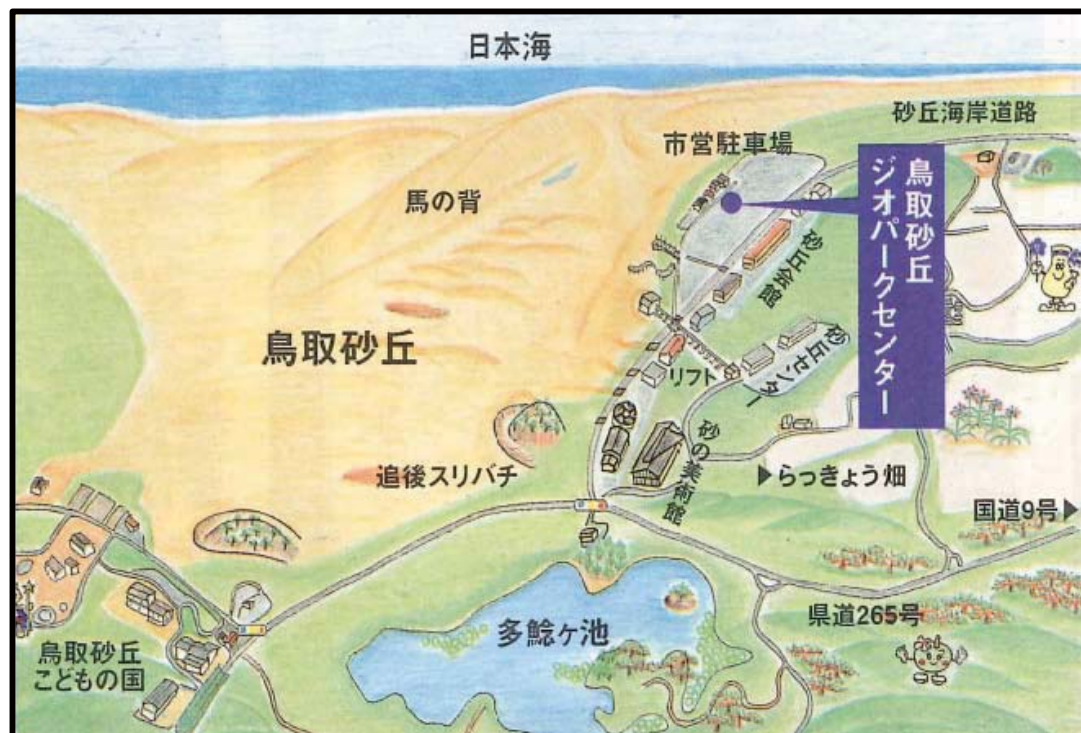 日本海
砂丘海岸道路
市営駐車場
鳥取砂丘
ジオパークセンター
馬の背
砂丘会館
鳥取砂丘
リフト
砂丘センター
砂の美術館
追後スリバチ
▶らっきょう畑
国道9号▶
県道265号
多鯰ヶ池
鳥取砂丘
こどもの国